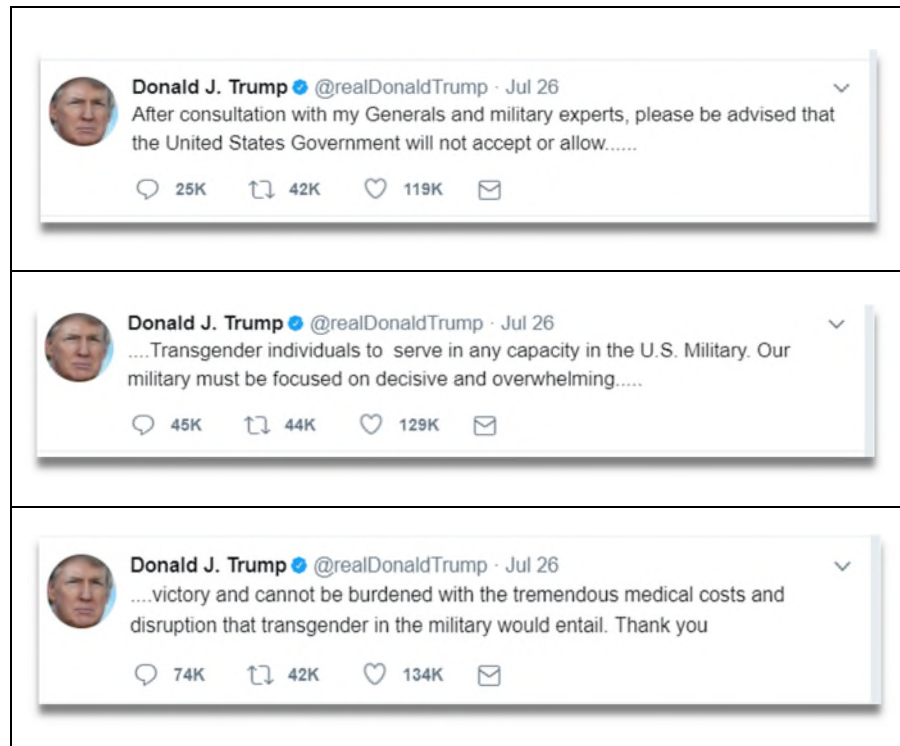 Donald J. Trump @realDonaldTrump · Jul 26
After consultation with my Generals and military experts, please be advised that
the United States Government will not accept or allow......
25K 42K 119K
Donald J. Trump @realDonaldTrump · Jul 26
....Transgender individuals to  serve in any capacity in the U.S. Military. Our
military must be focused on decisive and overwhelming.....
45K 44K 129K
Donald J. Trump @realDonaldTrump · Jul 26
....victory and cannot be burdened with the tremendous medical costs and
disruption that transgender in the military would entail. Thank you
74K 42K 134K